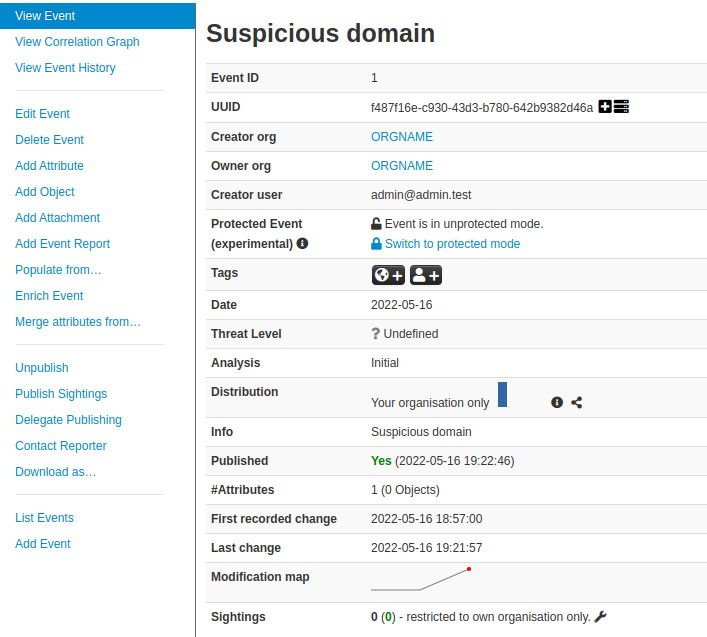 View Event
View Correlation Graph
View Event History
Edit Event
Delete Event
Add Attribute
Add Object
Add Attachment
Add Event Report
Populate from…
Enrich Event
Merge attributes from…
Unpublish
Publish Sightings
Delegate Publishing
Contact Reporter
Download as…
List Events
Add Event
Suspicious domain
Event ID 1
UUID f487f16e-c930-43d3-b780-642b9382d46a
Creator org ORGNAME
Owner org ORGNAME
Creator user admin@admin.test
Protected Event Event is in unprotected mode.
(experimental) Switch to protected mode
Tags
Date 2022-05-16
Threat Level ? Undefined
Analysis Initial
Distribution
Your organisation only
Info Suspicious domain
Published Yes (2022-05-16 19:22:46)
#Attributes 1 (0 Objects)
First recorded change 2022-05-16 18:57:00
Last change 2022-05-16 19:21:57
Modification map
Sightings 0 (0) - restricted to own organisation only.